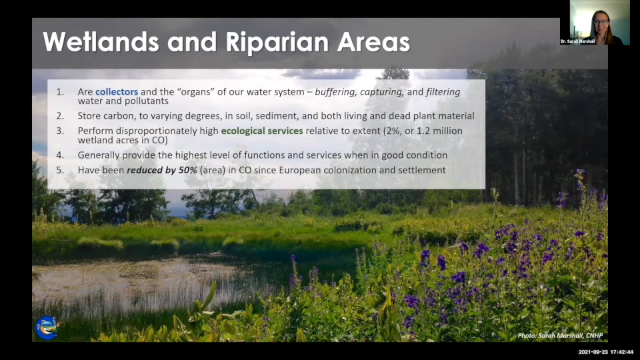 Dr. Sarah Marshall
Wetlands and Riparian Areas
1. Are collectors and the “organs” of our water system – buffering, capturing, and filtering
water and pollutants
2. Store carbon, to varying degrees, in soil, sediment, and both living and dead plant material
3. Perform disproportionately high ecological services relative to extent (2%, or 1.2 million
wetland acres in CO)
4. Generally provide the highest level of functions and services when in good condition
5. Have been reduced by 50% (area) in CO since European colonization and settlement
Photo: Sarah Marshall, CNHP
2021-09-23 17:42:44